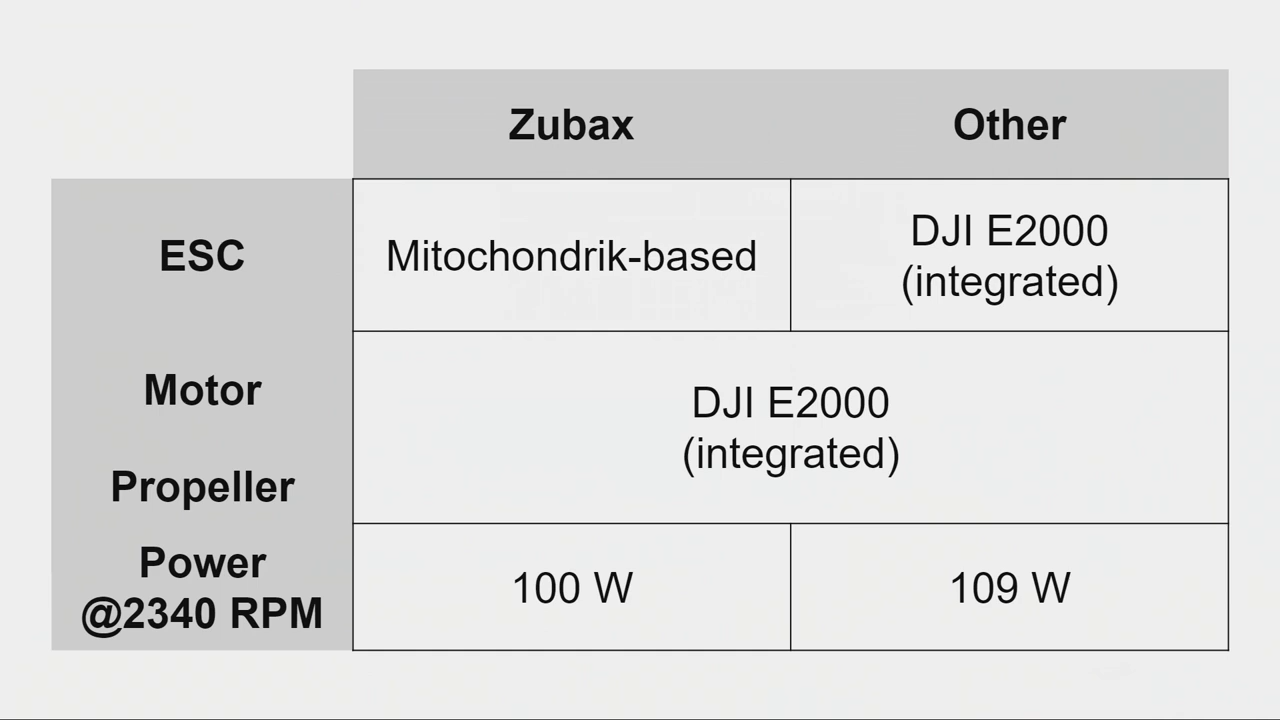 Zubax Other
ESC Mitochondrik-based DJI E2000
(integrated)
Motor DJI E2000
(integrated)
Propeller
Power
@2340 RPM 100 W 109 W